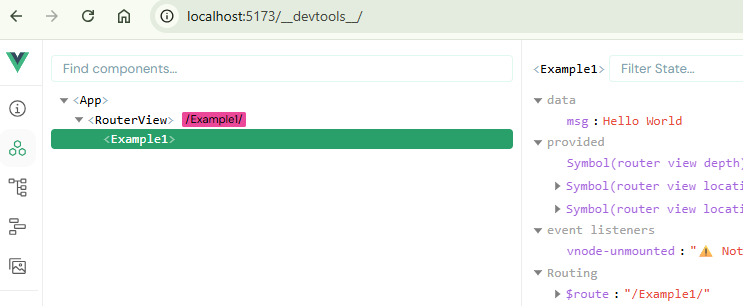 localhost:5173/__devtools__/
Find components...
<App>
<RouterView> /Example1/
<Example1>
<Example1> Filter State...
data
msg : Hello World
provided
Symbol(router view depth)
Symbol(router view locati
Symbol(router view locati
event listeners
vnode-unmounted : "⚠️ Not
Routing
$route : "/Example1/"